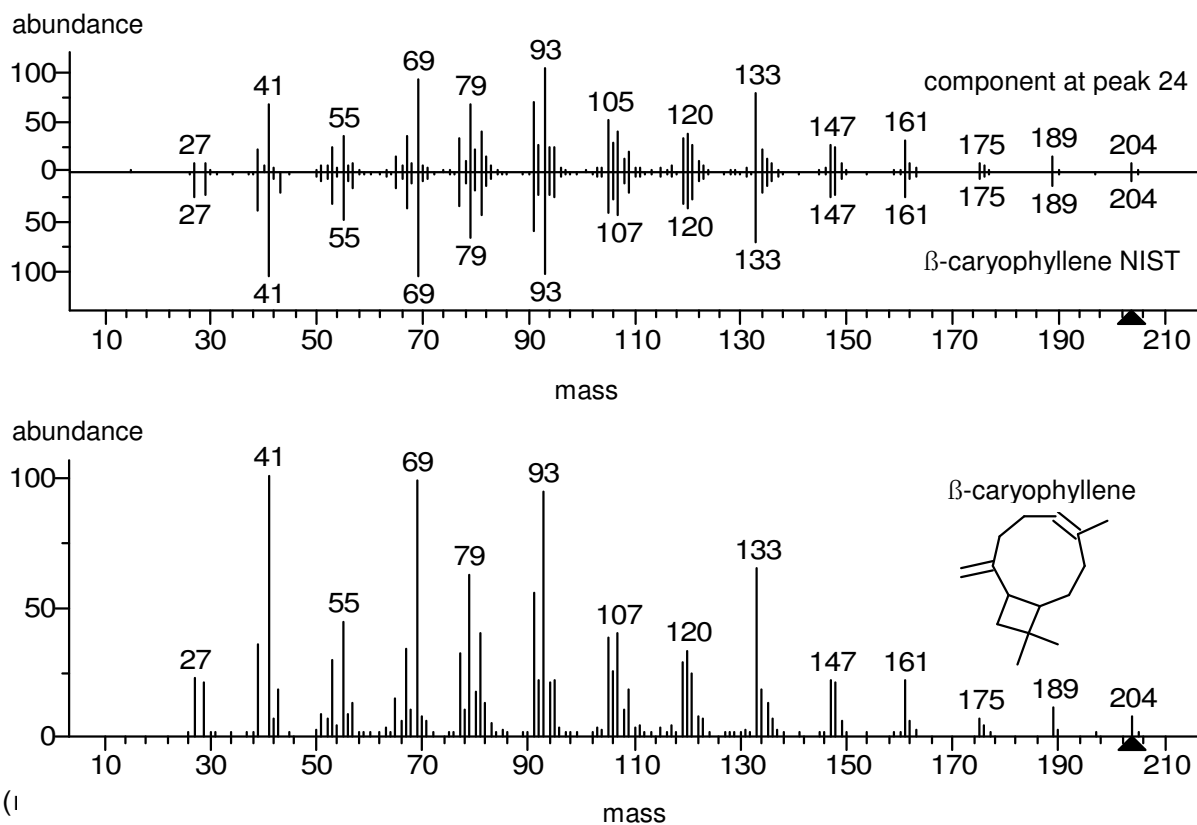 abundance
100
50
0
50
100
27 41 55 69 79 93 105 120 133 147 161 175 189 204
component at peak 24
27 41 55 69 79 93 107 120 133 147 161 175 189 204
ß-caryophyllene NIST
10 30 50 70 90 110 130 150 170 190 210
mass
abundance
100
50
0
27 41 55 69 79 93 107 120 133 147 161 175 189 204
ß-caryophyllene
10 30 50 70 90 110 130 150 170 190 210
mass